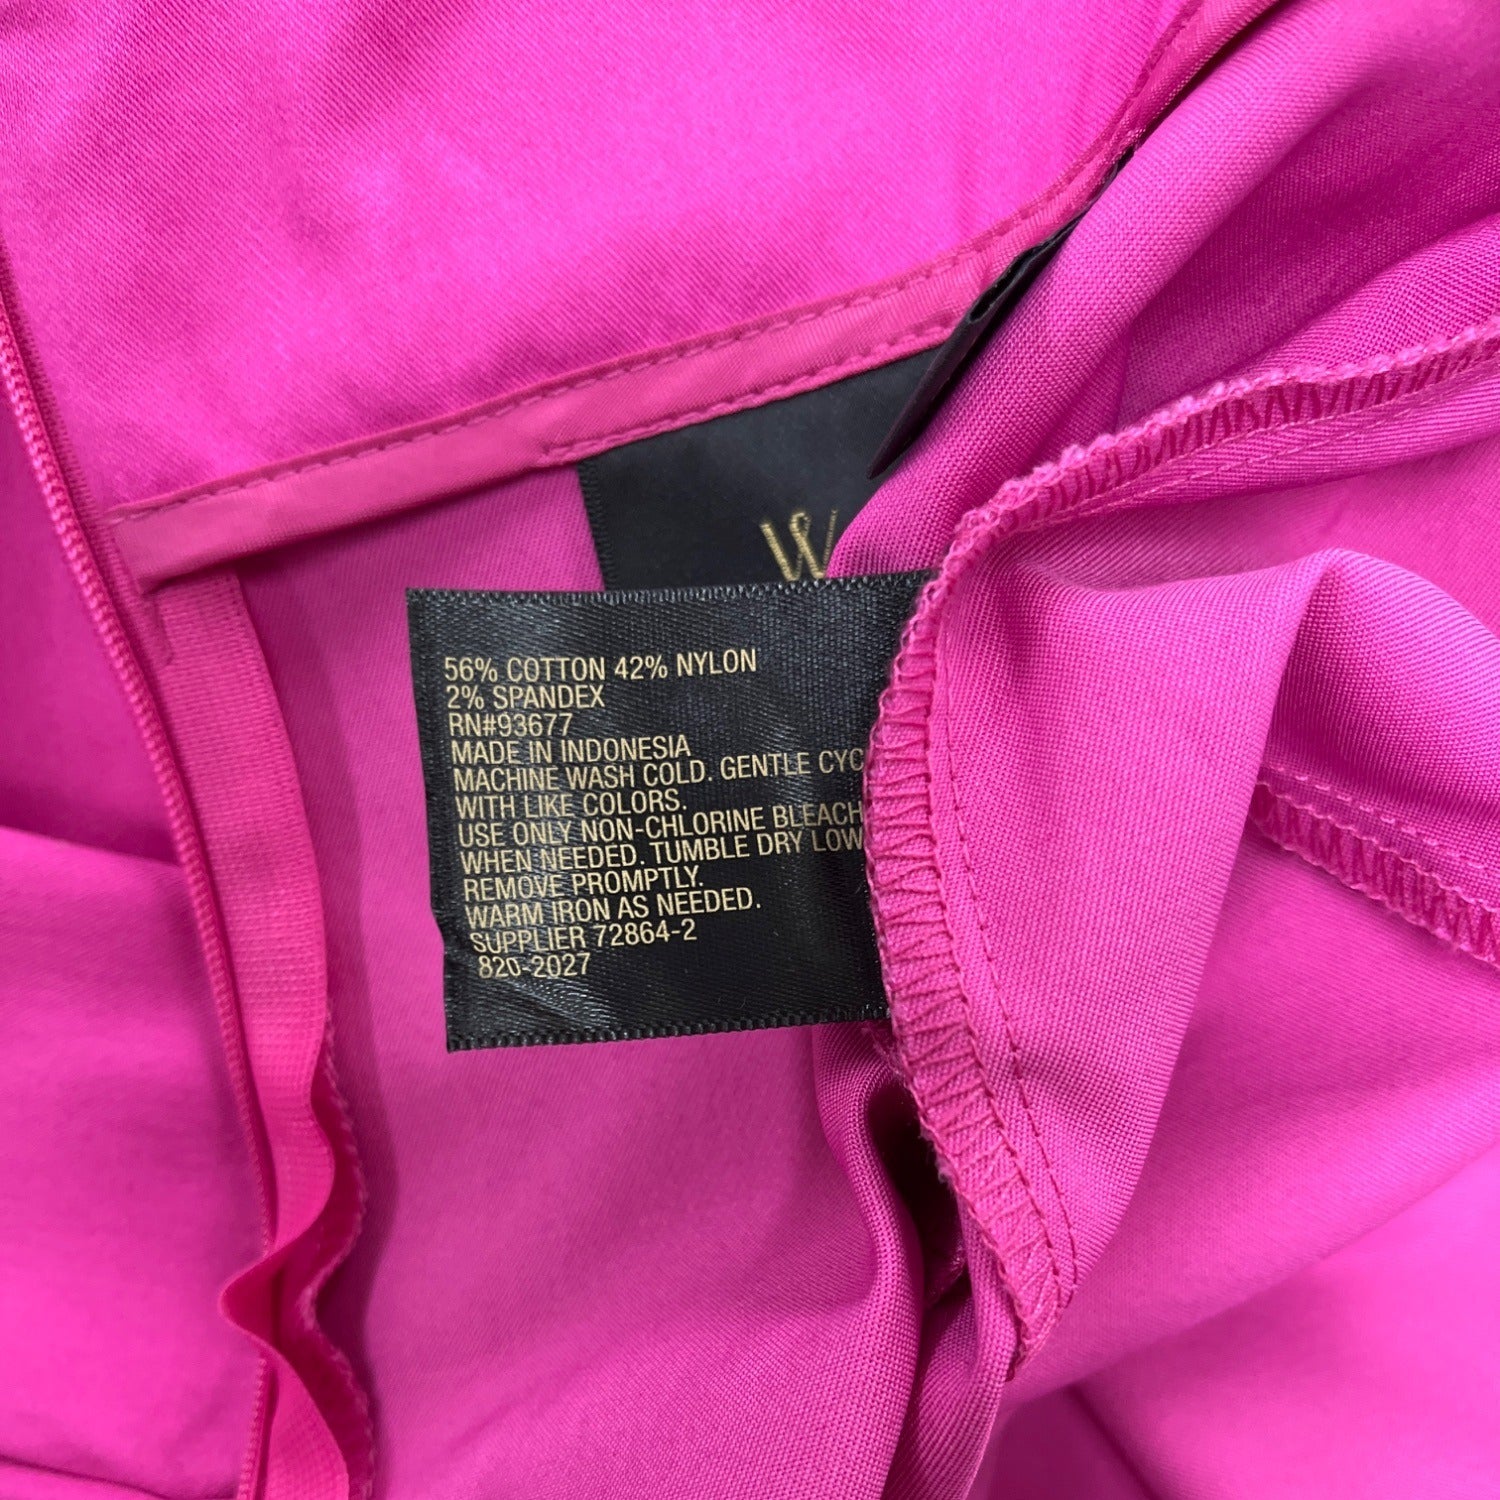 W
56% COTTON 42% NYLON
2% SPANDEX
RN#93677
MADE IN INDONESIA
MACHINE WASH COLD. GENTLE CYC
WITH LIKE COLORS.
USE ONLY NON-CHLORINE BLEACH
WHEN NEEDED. TUMBLE DRY LOW
REMOVE PROMPTLY.
WARM IRON AS NEEDED.
SUPPLIER 72864-2
820-2027